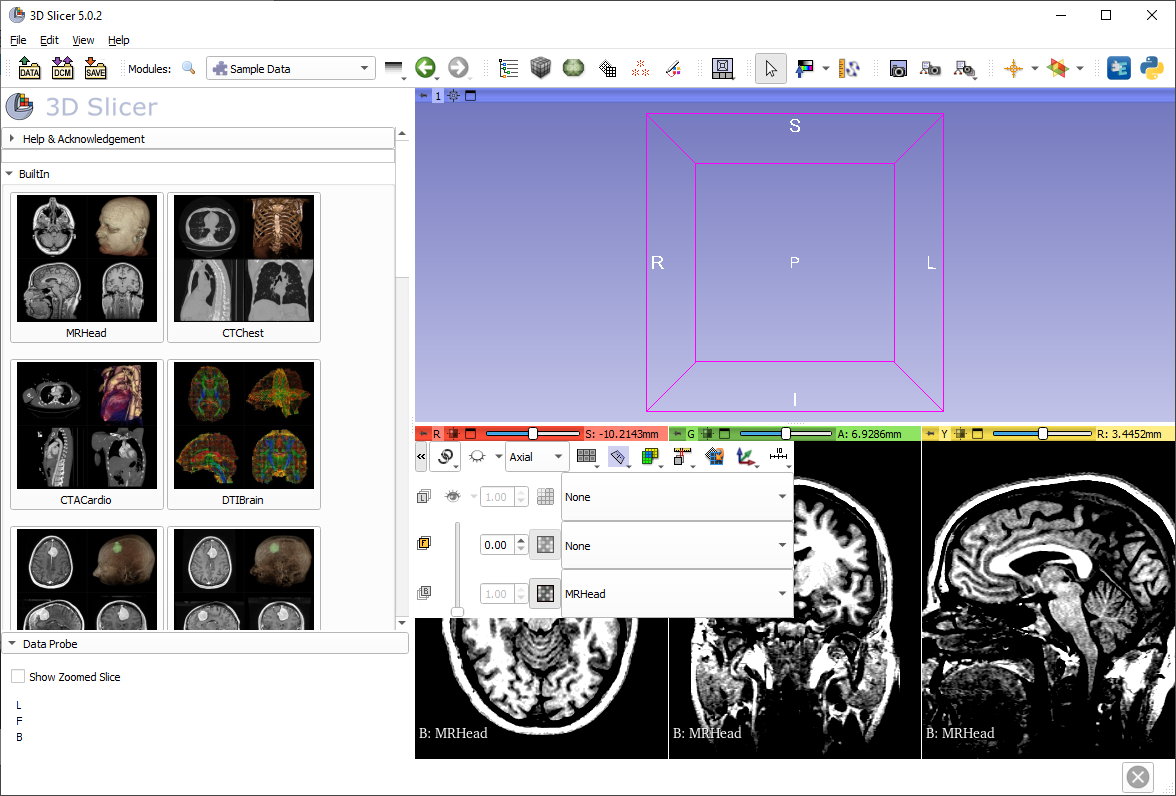 3D Slicer 5.0.2
File Edit View Help
DATA DCM SAVE Modules: Sample Data
3D Slicer
Help & Acknowledgement
BuiltIn
MRHead CTChest
CTACardio DTIBrain
Data Probe
Show Zoomed Slice
L
F
B
1
S
R P L
I
R S: -10.2143mm
G A: 6.9286mm
Y R: 3.4452mm
« Axial 10
1.00 None
F 0.00 None
B 1.00 MRHead
B: MRHead
B: MRHead
B: MRHead